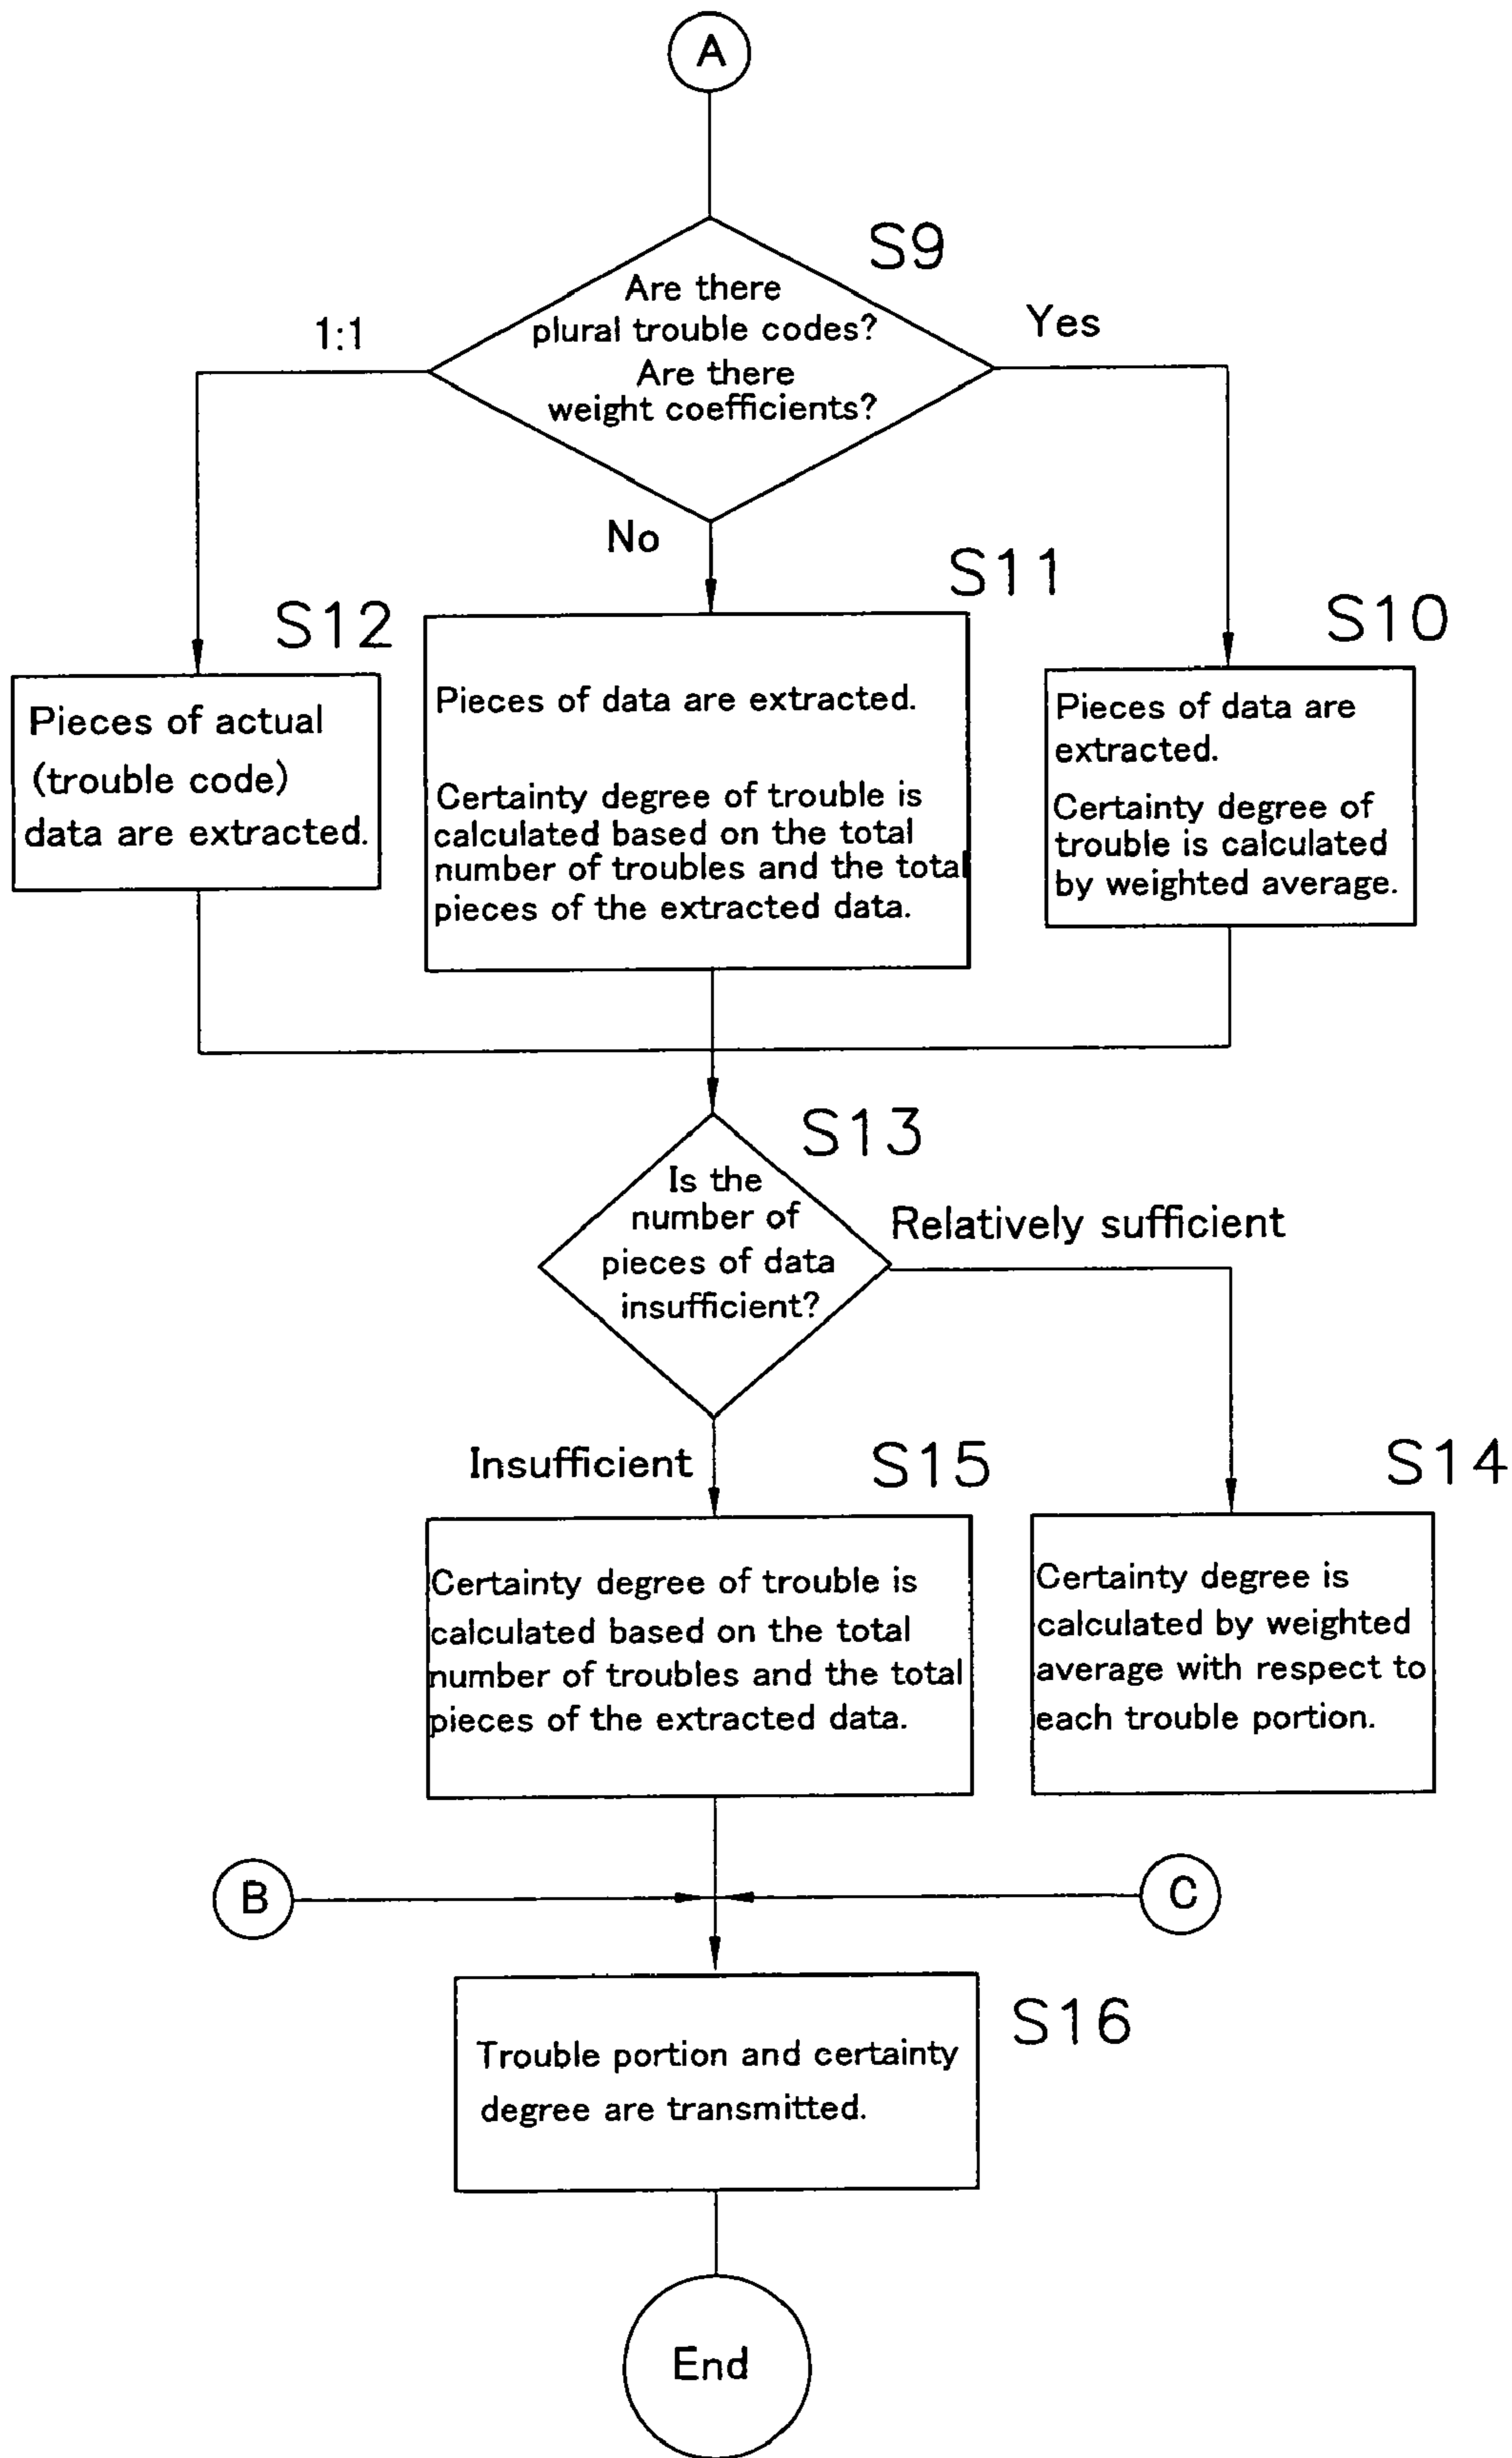 A
S9
Are there
plural trouble codes?
Are there
weight coefficients?
1:1
Yes
No
S12
Pieces of actual
(trouble code)
data are extracted.
S11
Pieces of data are extracted.
Certainty degree of trouble is
calculated based on the total
number of troubles and the total
pieces of the extracted data.
S10
Pieces of data are
extracted.
Certainty degree of
trouble is calculated
by weighted average.
S13
Is the
number of
pieces of data
insufficient?
Relatively sufficient
Insufficient
S15
Certainty degree of trouble is
calculated based on the total
number of troubles and the total
pieces of the extracted data.
S14
Certainty degree is
calculated by weighted
average with respect to
each trouble portion.
B
C
S16
Trouble portion and certainty
degree are transmitted.
End